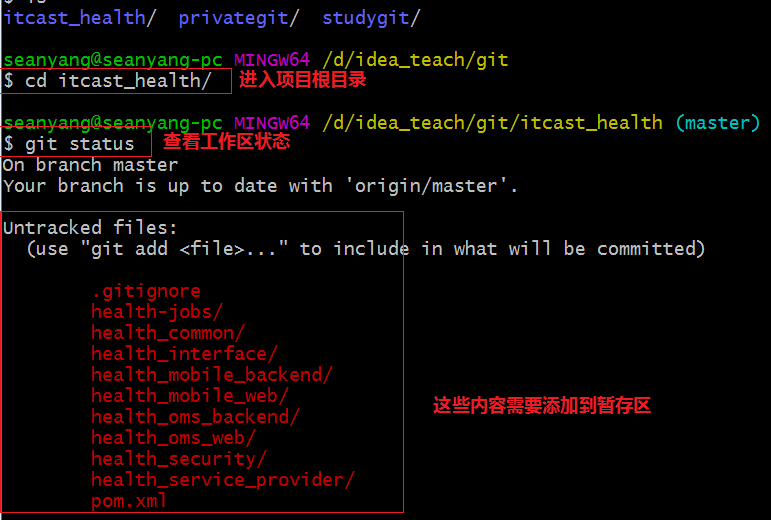 itcast_health/  privategit/  studygit/
seanyang@seanyang-pc MINGW64 /d/idea_teach/git
$ cd itcast_health/ 进入项目根目录
seanyang@seanyang-pc MINGW64 /d/idea_teach/git/itcast_health (master)
$ git status 查看工作区状态
On branch master
Your branch is up to date with 'origin/master'.
Untracked files:
(use "git add <file>..." to include in what will be committed)
.gitignore
health-jobs/
health_common/
health_interface/
health_mobile_backend/
health_mobile_web/
这些内容需要添加到暂存区
health_oms_backend/
health_oms_web/
health_security/
health_service_provider/
pom.xml